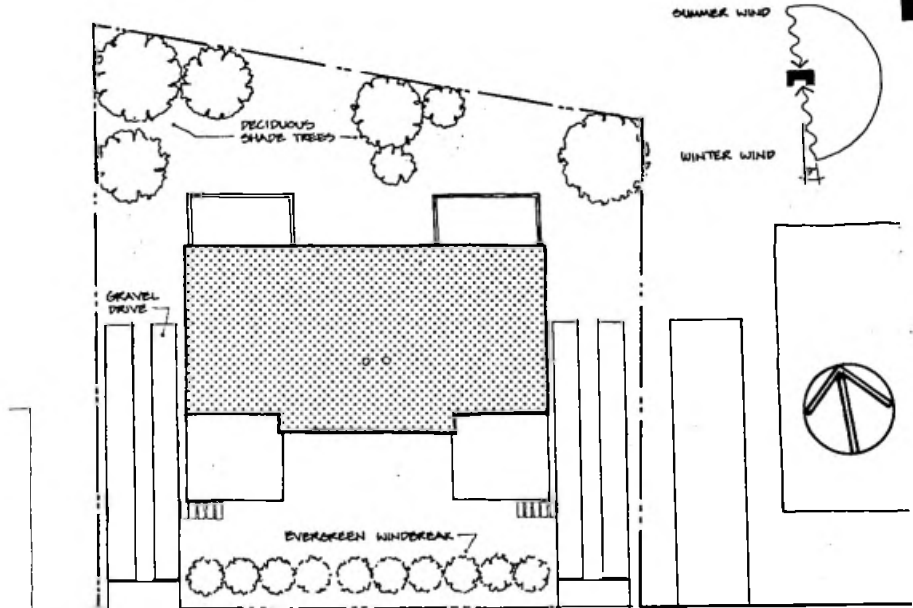 SUMMER WIND
DECIDUOUS
SHADE TREES
WINTER WIND
GRAVEL
DRIVE
EVERGREEN WINDBREAK